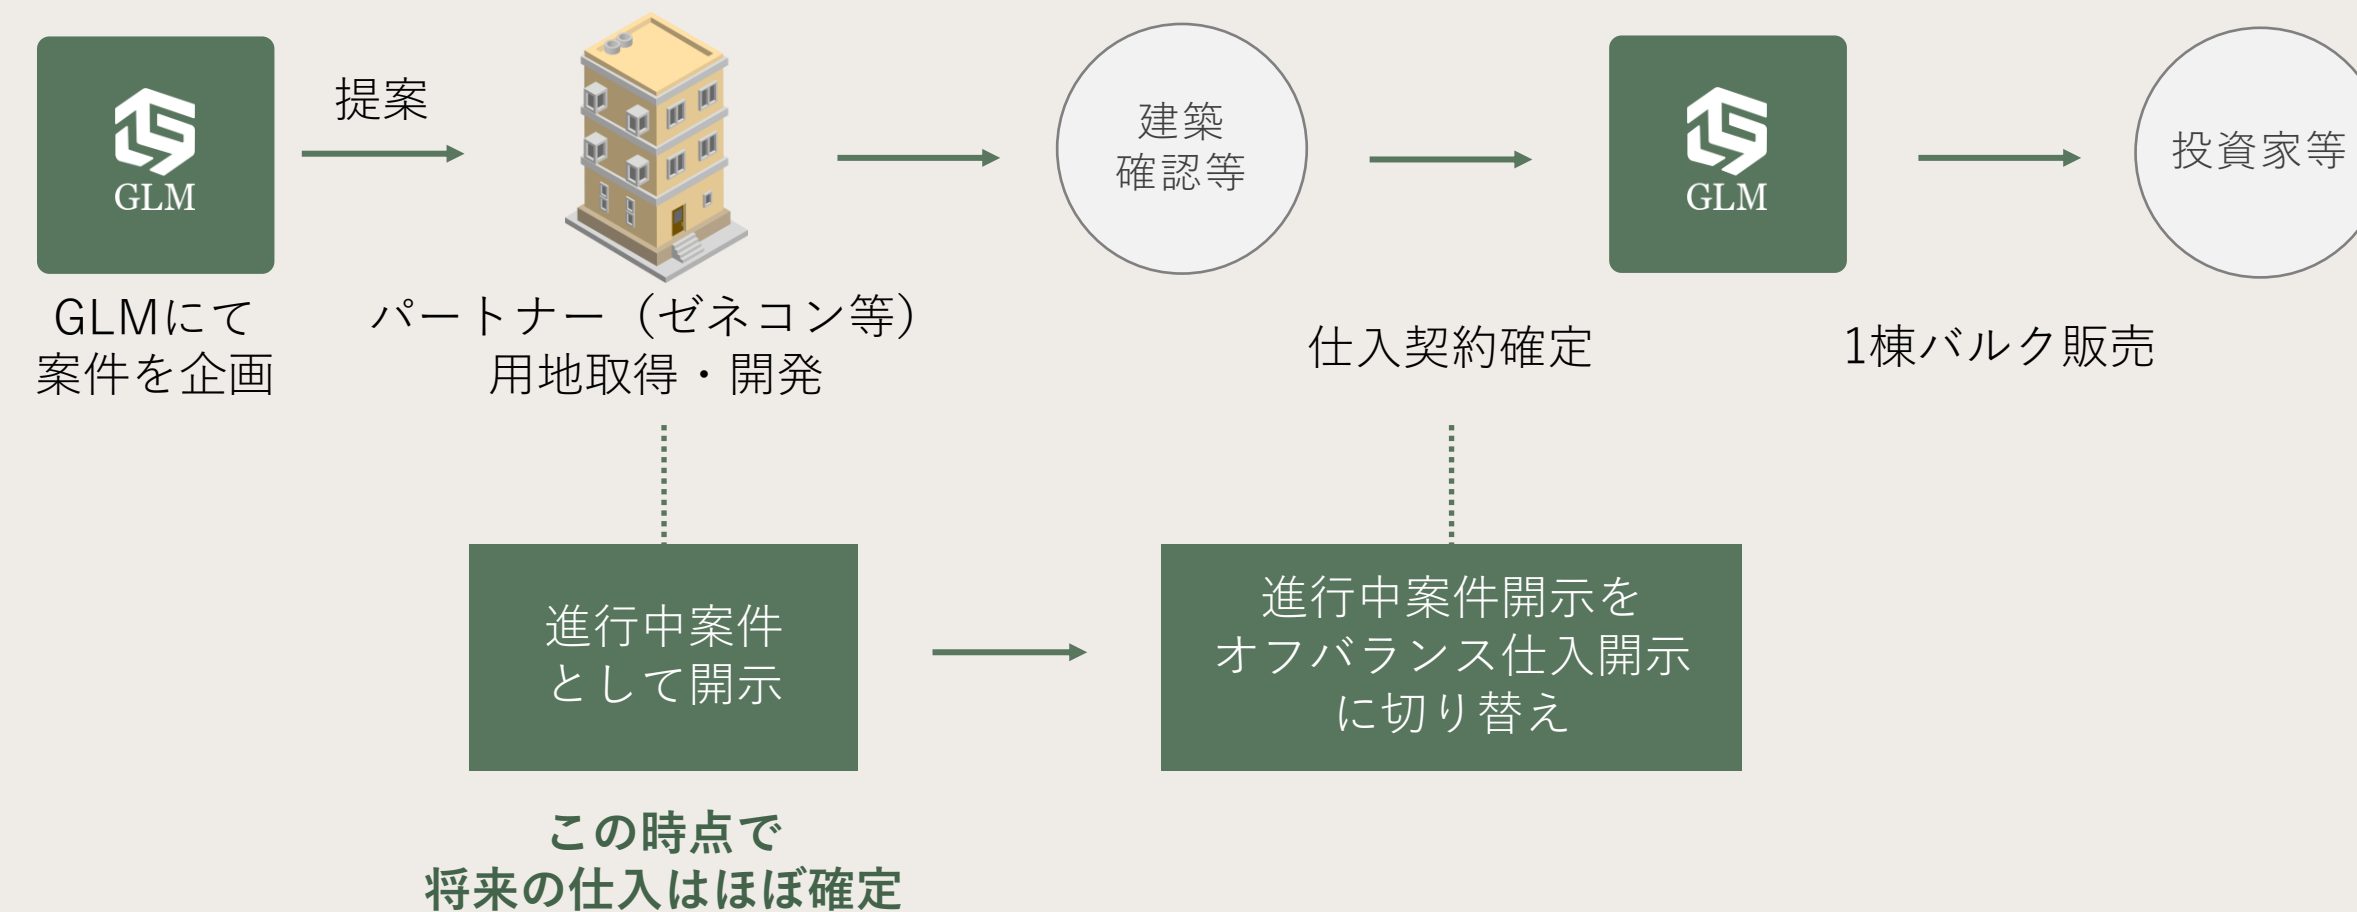 GLM
提案
建築
確認等
GLM
投資家等
GLMにて
案件を企画
パートナー（ゼネコン等）
用地取得・開発
仕入契約確定
1棟バルク販売
進行中案件
として開示
進行中案件開示を
オフバランス仕入開示
に切り替え
この時点で
将来の仕入はほぼ確定